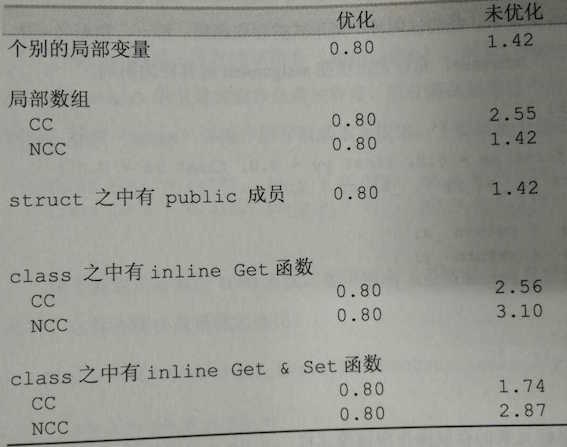 优化 未优化
个别的局部变量 0.80 1.42
局部数组
CC 0.80 2.55
NCC 0.80 1.42
struct 之中有 public 成员 0.80 1.42
class 之中有 inline Get 函数
CC 0.80 2.56
NCC 0.80 3.10
class 之中有 inline Get & Set 函数
CC 0.80 1.74
NCC 0.80 2.87